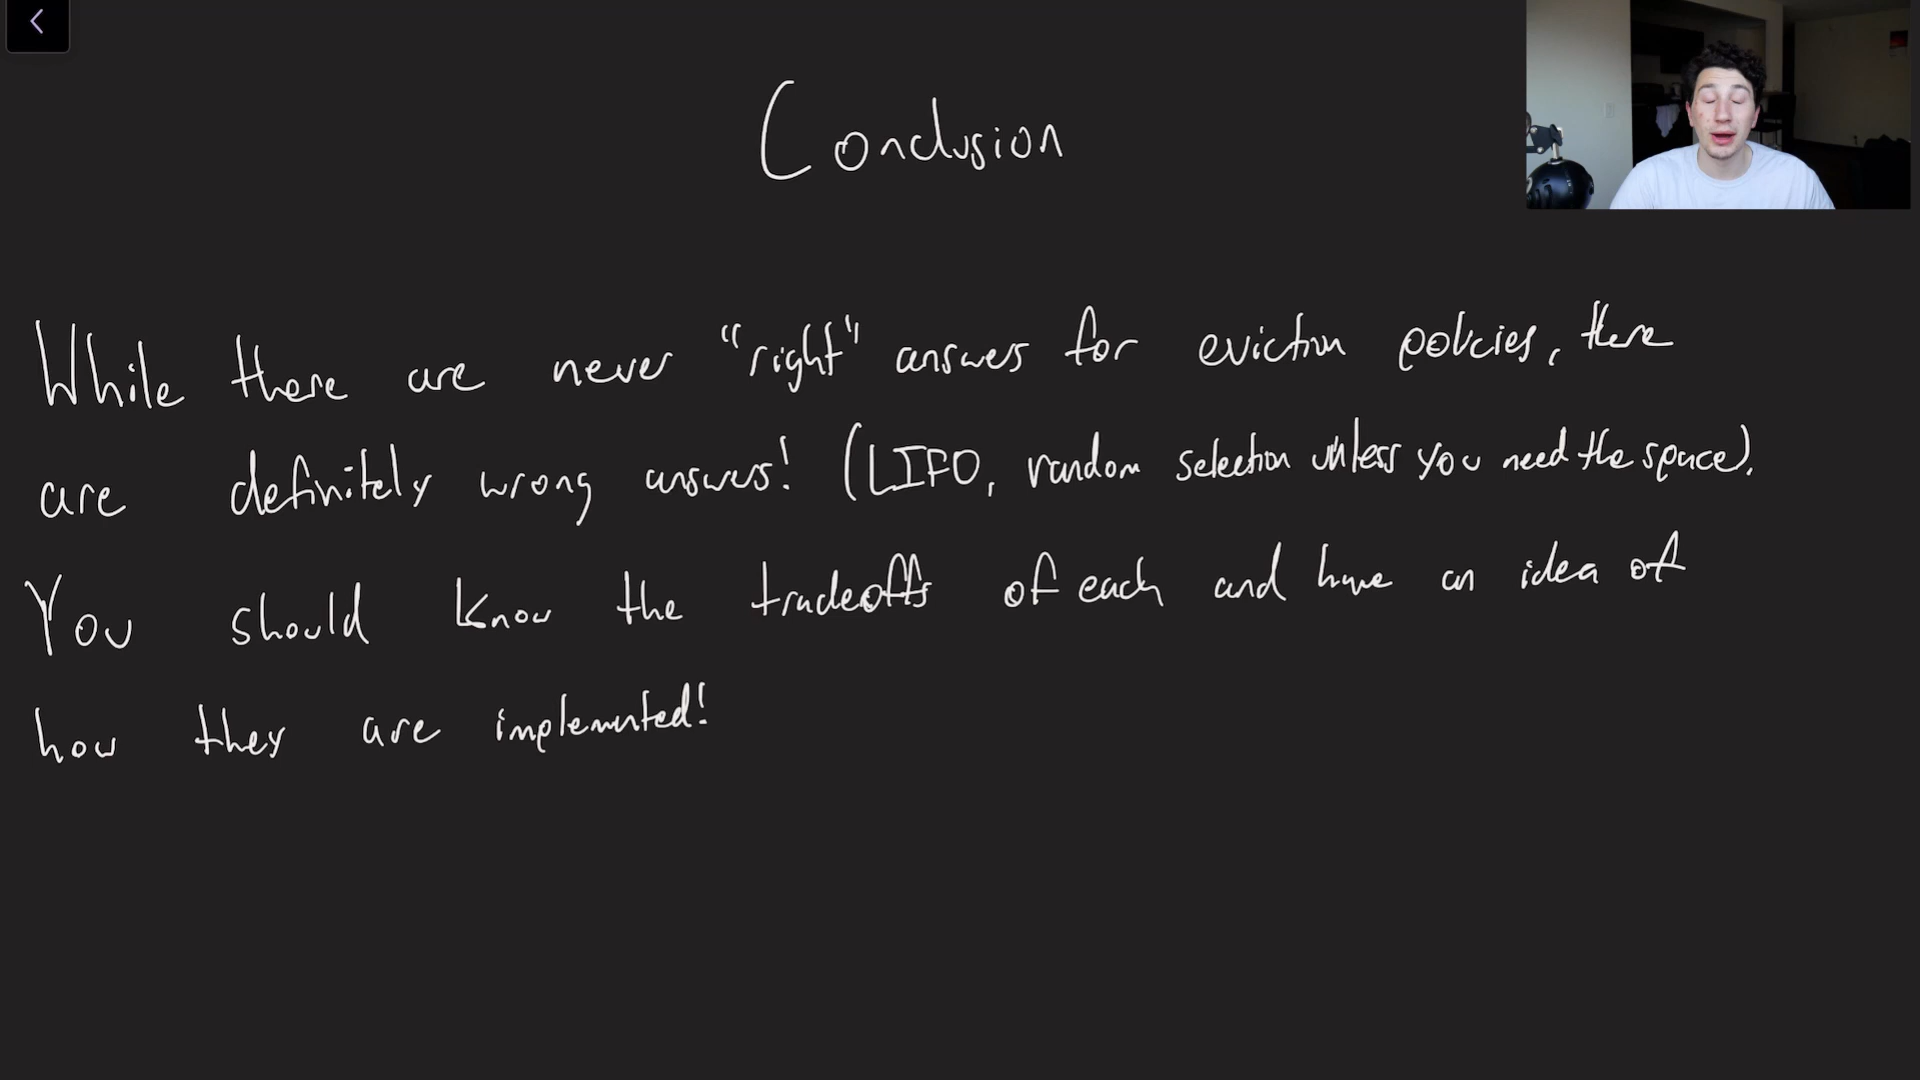 Conclusion
While there are never "right" answers for eviction policies, there
are definitely wrong answers! (LIFO, random selection unless you need the space).
You should know the tradeoffs of each and have an idea of
how they are implemented!